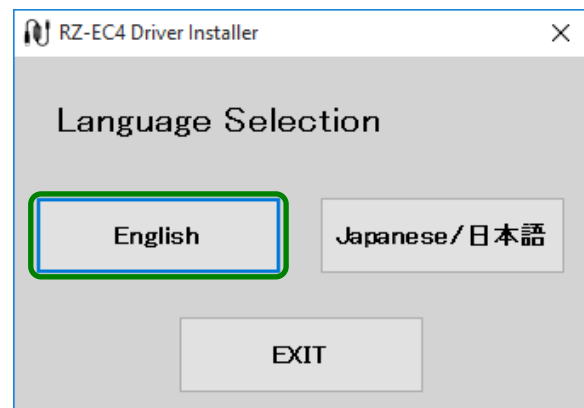 RZ-EC4 Driver Installer
Language Selection
English
Japanese/日本語
EXIT